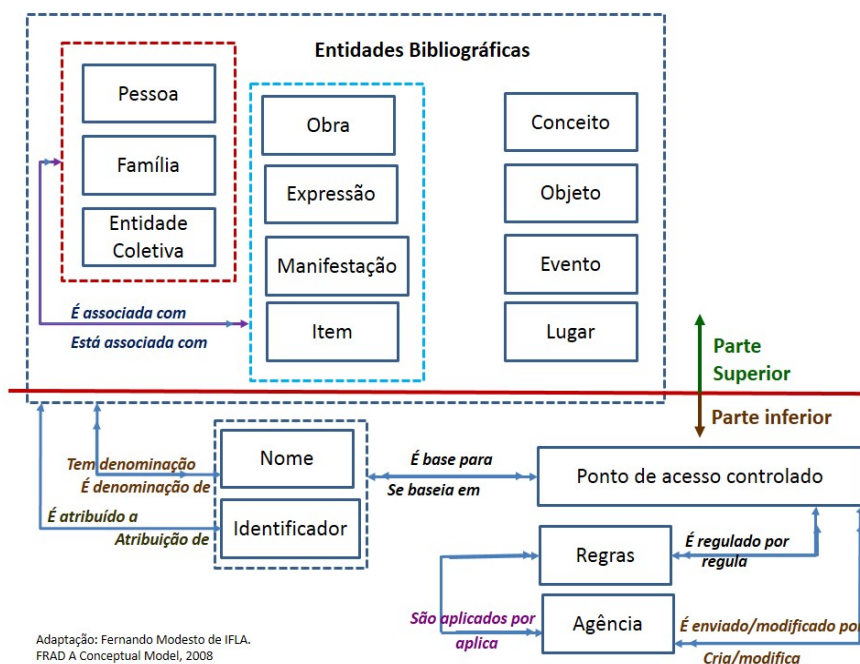 Entidades Bibliográficas
Pessoa
Família
Entidade
Coletiva
Obra
Expressão
Manifestação
Item
Conceito
Objeto
Evento
Lugar
É associada com
Está associada com
Parte
Superior
Parte inferior
Tem denominação
É denominação de
É atribuído a
Atribuição de
Nome
Identificador
É base para
Se baseia em
Ponto de acesso controlado
Regras
É regulado por
regula
São aplicados por
aplica
Agência
É enviado/modificado por
Cria/modifica
Adaptação: Fernando Modesto de IFLA.
FRAD A Conceptual Model, 2008